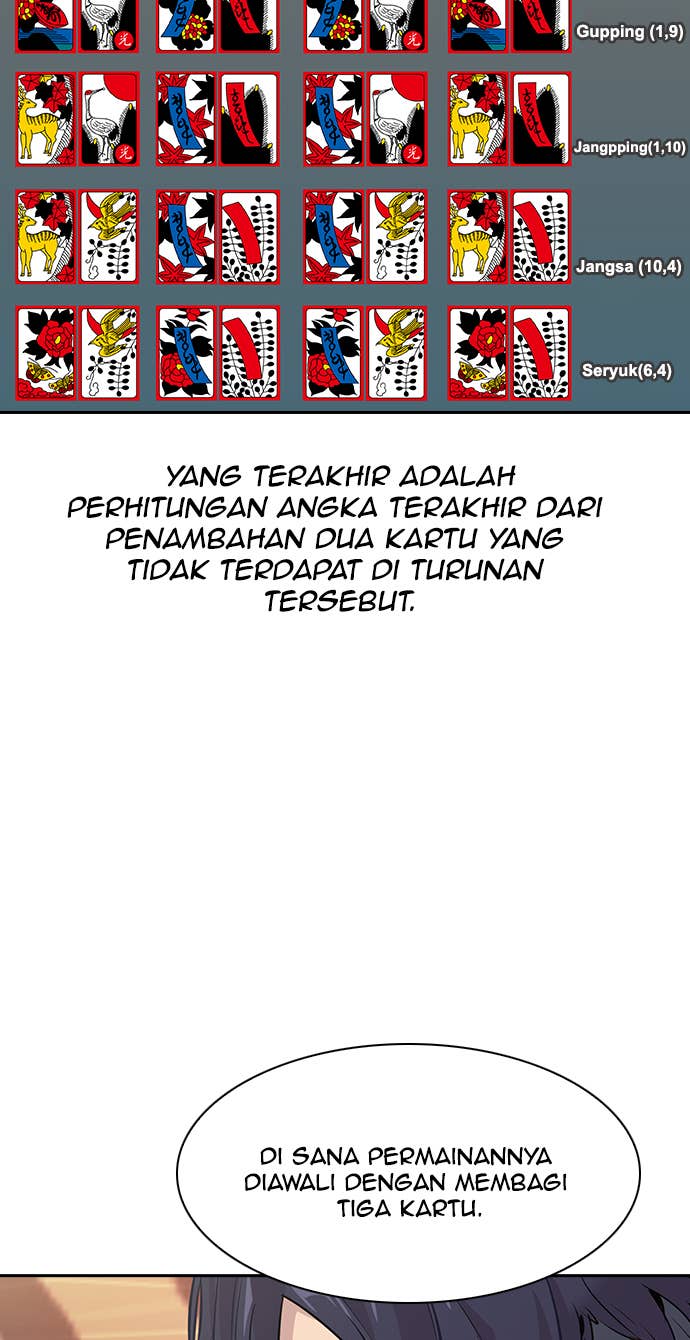 Gupping (1,9)
Jangpping(1,10)
Jangsa (10,4)
Seryuk(6,4)
YANG TERAKHIR ADALAH
PERHITUNGAN ANGKA TERAKHIR DARI
PENAMBAHAN DUA KARTU YANG
TIDAK TERDAPAT DI TURUNAN
TERSEBUT.
DI SANA PERMAINANNYA
DIAWALI DENGAN MEMBAGI
TIGA KARTU.